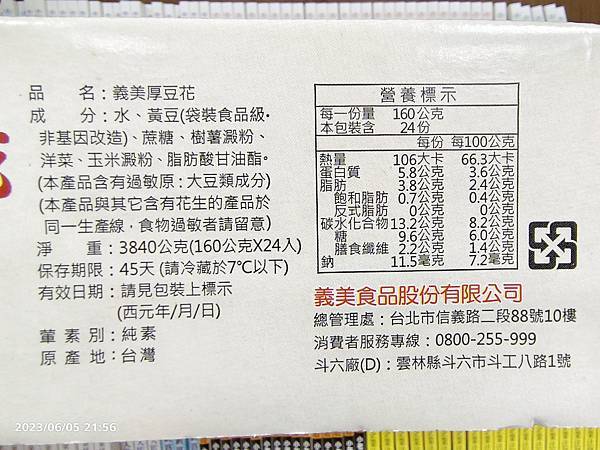 品名：義美厚豆花
成分：水、黃豆(袋裝食品級，
非基因改造)、蔗糖、樹薯澱粉、
洋菜、玉米澱粉、脂肪酸甘油酯。
(本產品含有過敏原：大豆類成分)
(本產品與其它含有花生的產品於
同一生產線，食物過敏者請留意)
淨重：3840公克(160公克X24入)
保存期限：45天 (請冷藏於7℃以下)
有效日期：請見包裝上標示
(西元年/月/日)
葷素別：純素
原產地：台灣
營養標示
每一份量 160公克
本包裝含 24份
每份 每100公克
熱量 106大卡 66.3大卡
蛋白質 5.8公克 3.6公克
脂肪 3.8公克 2.4公克
飽和脂肪 0.7公克 0.4公克
反式脂肪 0公克 0公克
碳水化合物 13.2公克 8.2公克
糖 9.6公克 6.0公克
膳食纖維 2.2公克 1.4公克
鈉 11.5毫克 7.2毫克
義美食品股份有限公司
總管理處：台北市信義路二段88號10樓
消費者服務專線：0800-255-999
斗六廠(D)：雲林縣斗六市斗工八路1號
2023/06/05 21:56